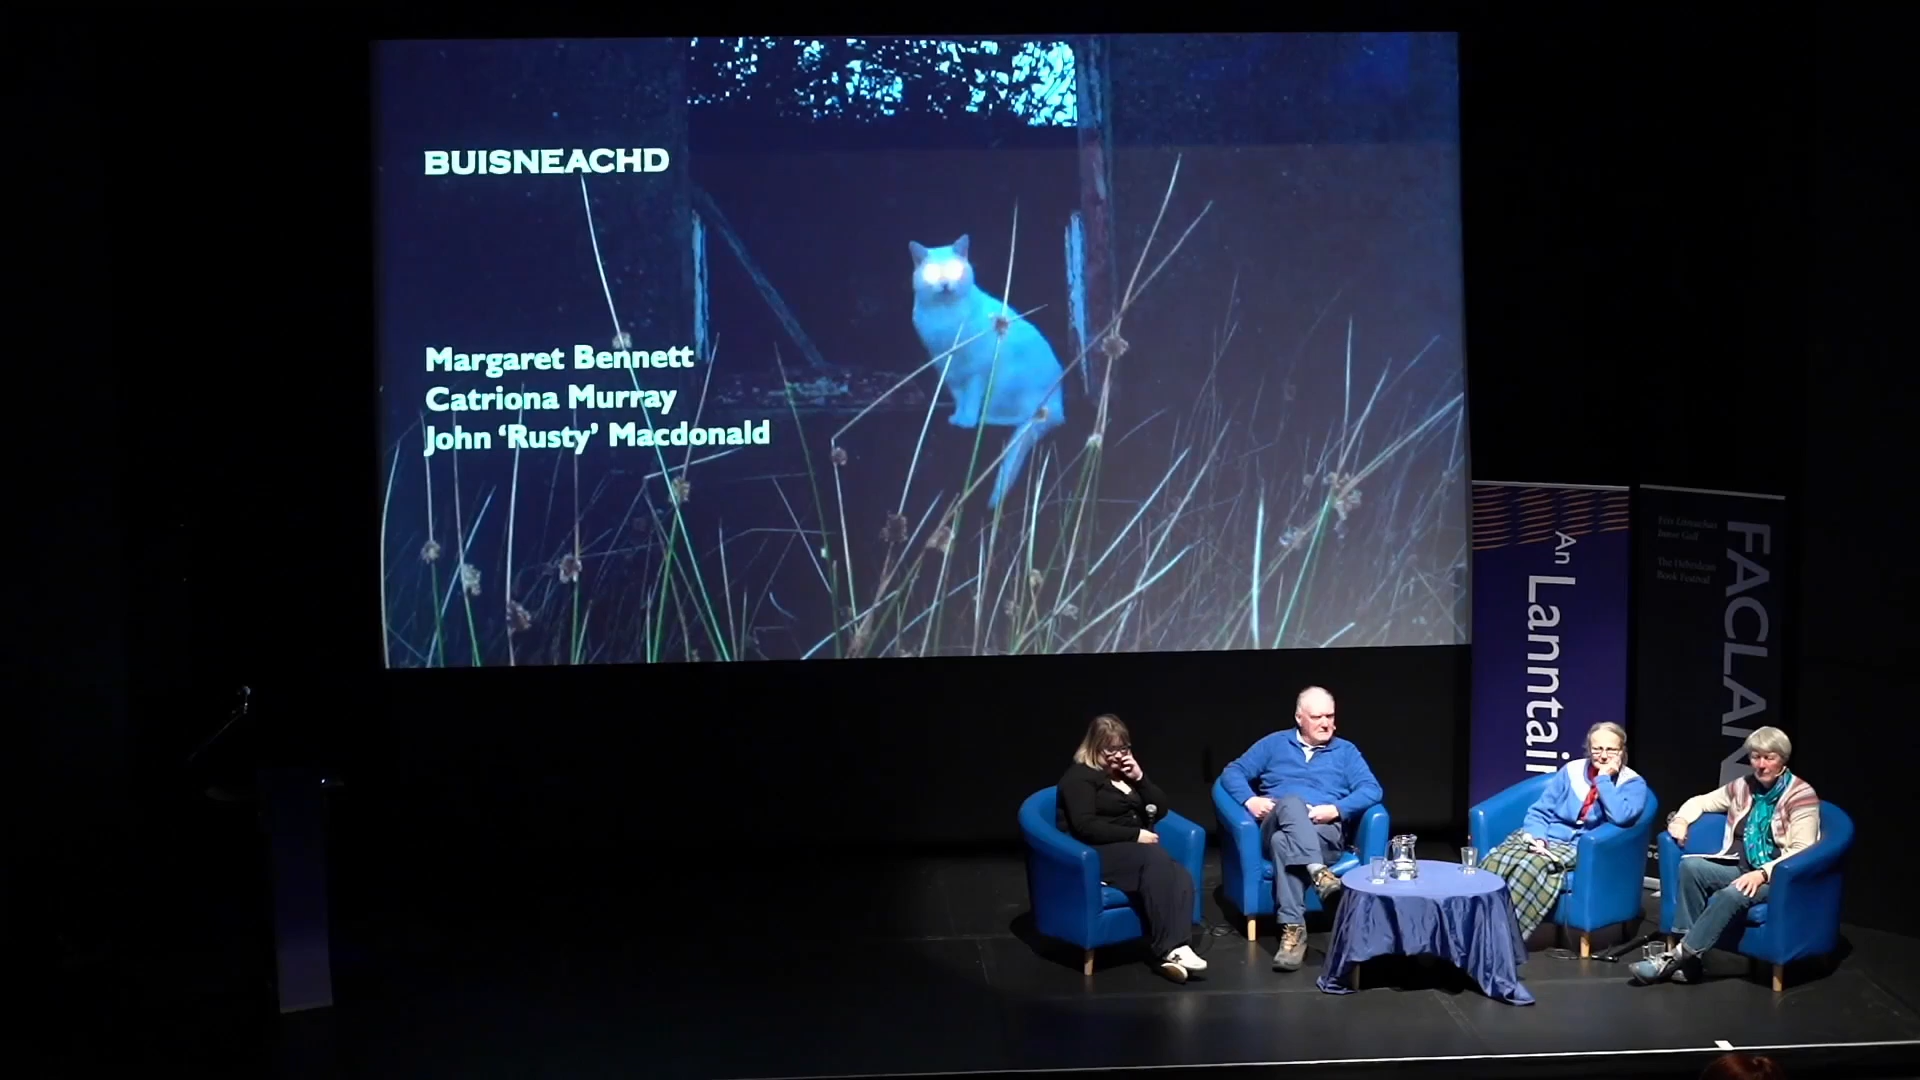 BUISNEACHD
Margaret Bennett
Catriona Murray
John ‘Rusty’ Macdonald
An
Lanntair
FACLAN
The Hebridean
Book Festival